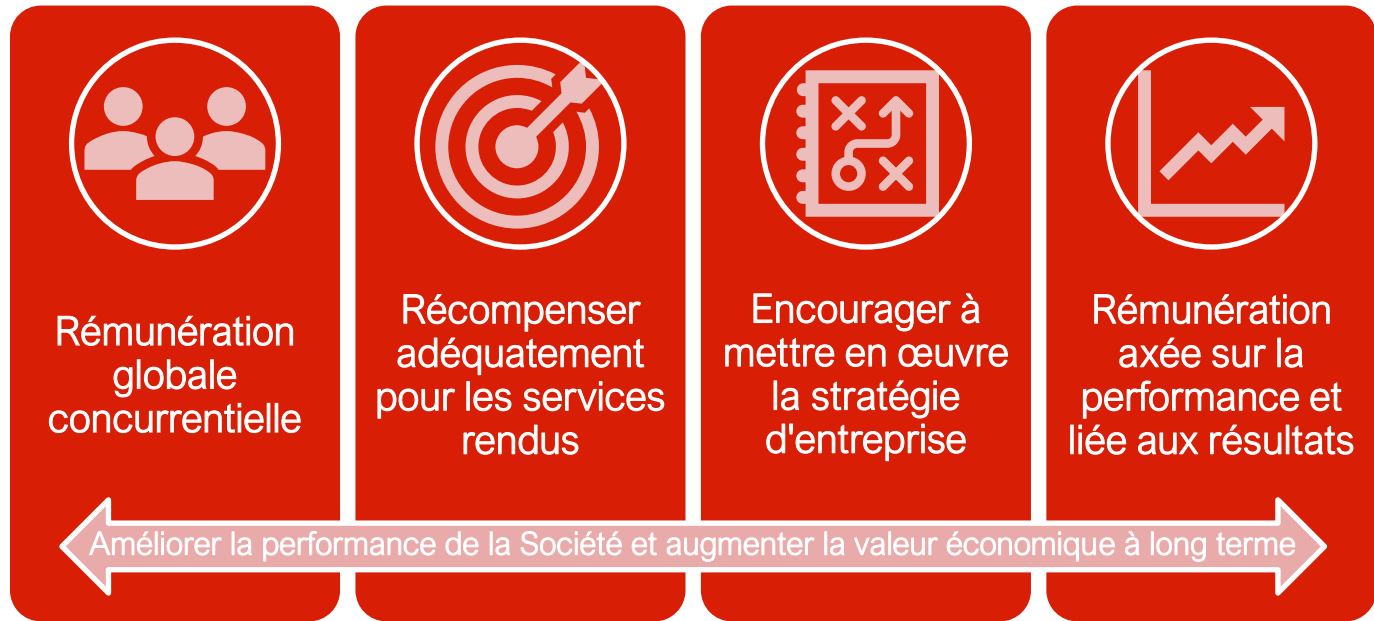 Rémunération
globale
concurrentielle
Récompenser
adéquatement
pour les services
rendus
Encourager à
mettre en œuvre
la stratégie
d'entreprise
Rémunération
axée sur la
performance et
liée aux résultats
Améliorer la performance de la Société et augmenter la valeur économique à long terme